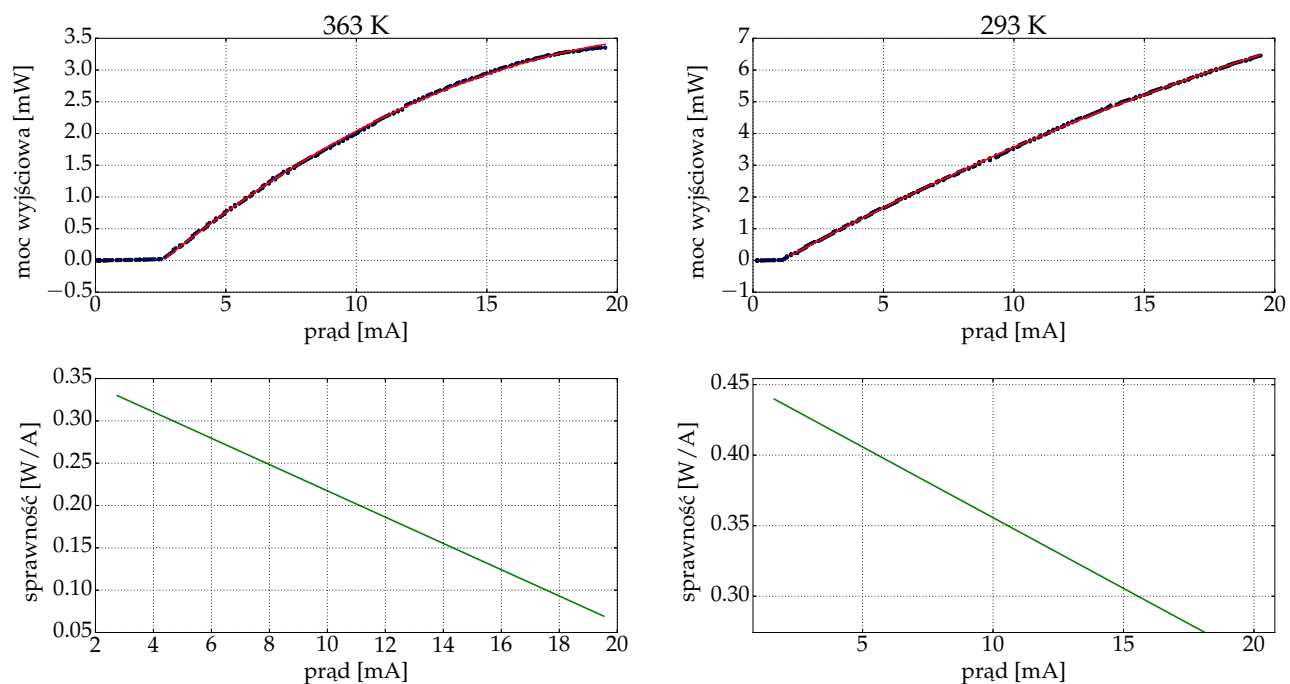 363 K
3.5
3.0
2.5
2.0
1.5
1.0
0.5
0.0
−0.5
moc wyjściowa [mW]
0 5 10 15 20
prąd [mA]
293 K
7
6
5
4
3
2
1
0
−1
moc wyjściowa [mW]
0 5 10 15 20
prąd [mA]
0.35
0.30
0.25
0.20
0.15
0.10
0.05
sprawność [W/A]
2 4 6 8 10 12 14 16 18 20
prąd [mA]
0.45
0.40
0.35
0.30
sprawność [W/A]
5 10 15 20
prąd [mA]